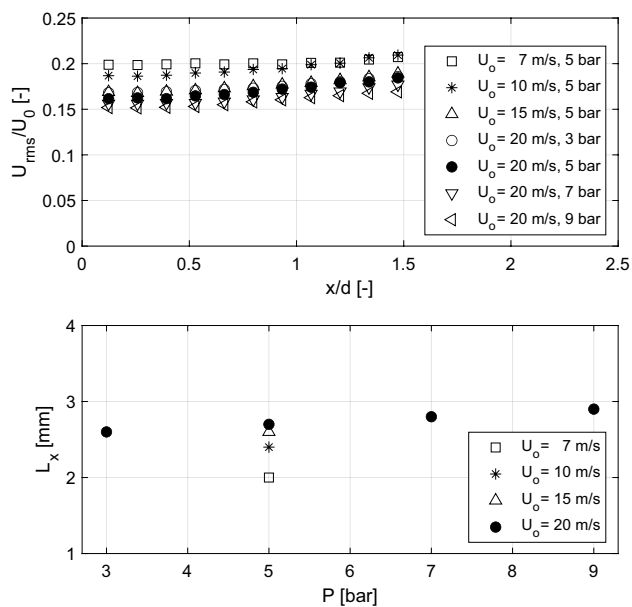 0.25
0.2
0.15
0.1
0.05
0
U_rms/U_0 [-]
0 0.5 1 1.5 2 2.5
x/d [-]
U_o= 7 m/s, 5 bar
U_o= 10 m/s, 5 bar
U_o= 15 m/s, 5 bar
U_o= 20 m/s, 3 bar
U_o= 20 m/s, 5 bar
U_o= 20 m/s, 7 bar
U_o= 20 m/s, 9 bar
4
3
2
1
L_x [mm]
3 4 5 6 7 8 9
P [bar]
U_o= 7 m/s
U_o= 10 m/s
U_o= 15 m/s
U_o= 20 m/s